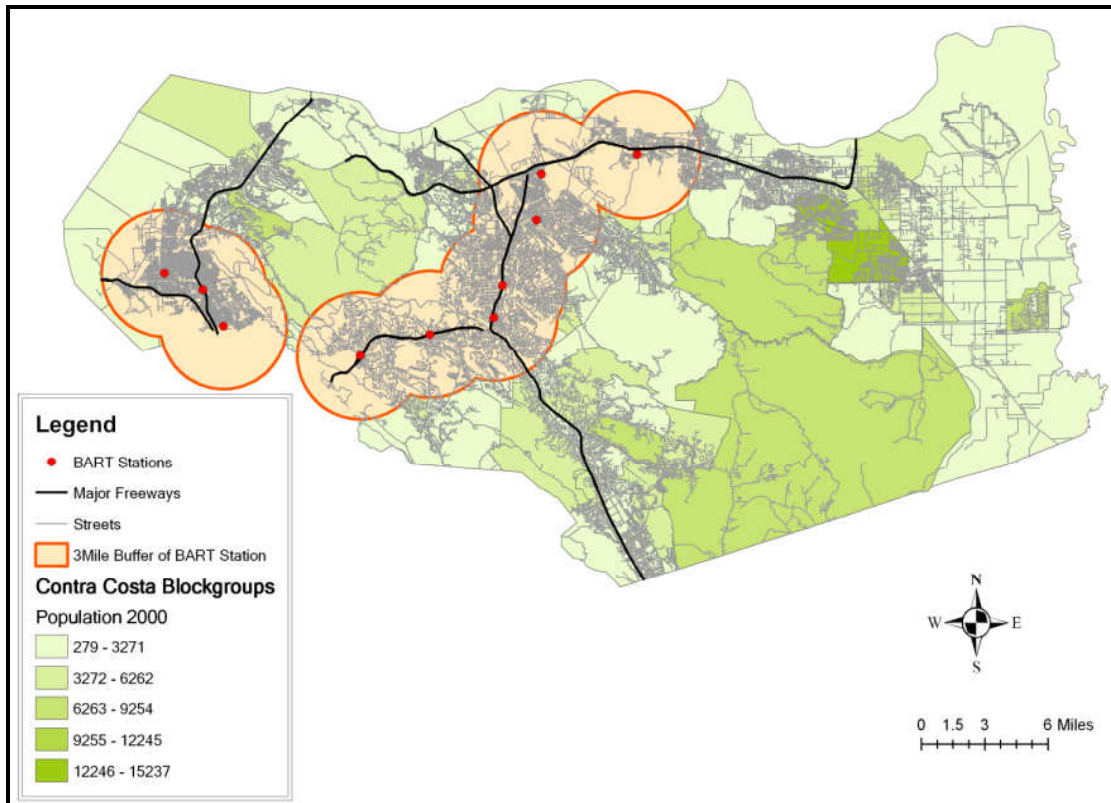 Legend
BART Stations
Major Freeways
Streets
3Mile Buffer of BART Station
Contra Costa Blockgroups
Population 2000
279 - 3271
3272 - 6262
6263 - 9254
9255 - 12245
12246 - 15237
N
W E
S
0 1.5 3 6 Miles